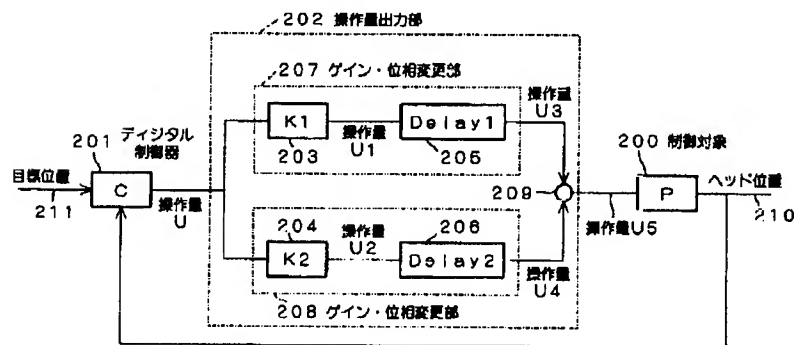 202 操作量出力部
207 ゲイン・位相変更部
操作量
U3
K1
操作量
U1
Delay1
203
205
201
ディジタル
制御器
200 制御対象
目標位置
211
C
操作量
U
209
P
ヘッド位置
210
操作量U5
204
操作量
U2
206
K2
Delay2
操作量
U4
208 ゲイン・位相変更部